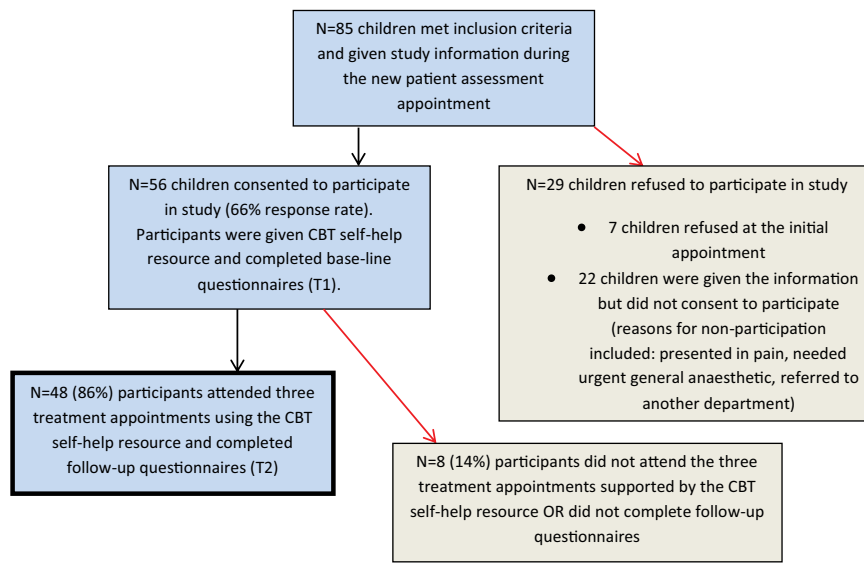 N=85 children met inclusion criteria
and given study information during
the new patient assessment
appointment
N=56 children consented to participate
in study (66% response rate).
Participants were given CBT self-help
resource and completed base-line
questionnaires (T1).
N=29 children refused to participate in study
● 7 children refused at the initial
appointment
● 22 children were given the information
but did not consent to participate
(reasons for non-participation
included: presented in pain, needed
urgent general anaesthetic, referred to
another department)
N=48 (86%) participants attended three
treatment appointments using the CBT
self-help resource and completed
follow-up questionnaires (T2)
N=8 (14%) participants did not attend the three
treatment appointments supported by the CBT
self-help resource OR did not complete follow-up
questionnaires